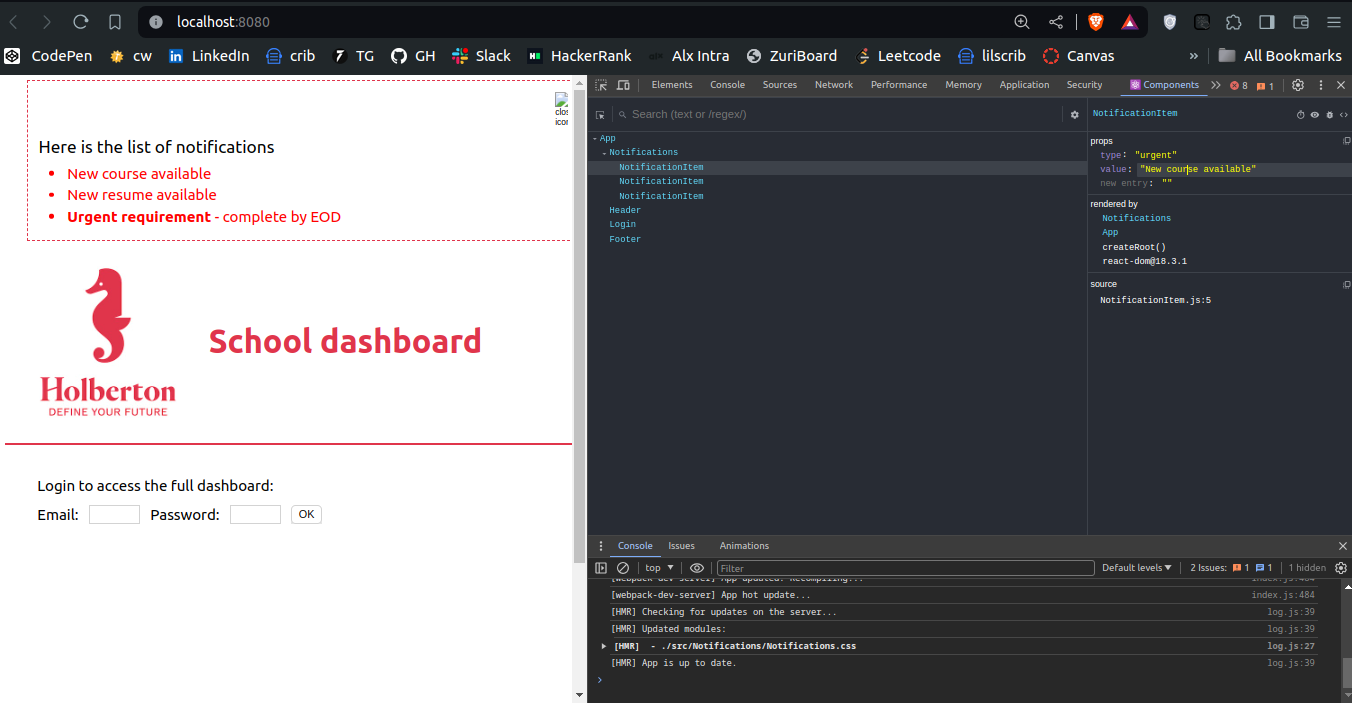 localhost:8080
CodePen cw LinkedIn crib TG GH Slack HackerRank Alx Intra ZuriBoard Leetcode lilscrib Canvas » All Bookmarks
close
icon
Here is the list of notifications
New course available
New resume available
Urgent requirement - complete by EOD
Holberton
DEFINE YOUR FUTURE
School dashboard
Login to access the full dashboard:
Email: Password: OK
Elements Console Sources Network Performance Memory Application Security Components 8 1
Search (text or /regex/)
App
Notifications
NotificationItem
NotificationItem
NotificationItem
Header
Login
Footer
NotificationItem
props
type: "urgent"
value: "New course available"
new entry: ""
rendered by
Notifications
App
createRoot()
react-dom@18.3.1
source
NotificationItem.js:5
Console Issues Animations
top Filter Default levels 2 Issues: 1 1 1 hidden
[webpack-dev-server] App updated. Recompiling... index.js:484
[webpack-dev-server] App hot update... index.js:484
[HMR] Checking for updates on the server... log.js:39
[HMR] Updated modules: log.js:39
[HMR]  - ./src/Notifications/Notifications.css log.js:27
[HMR] App is up to date. log.js:39